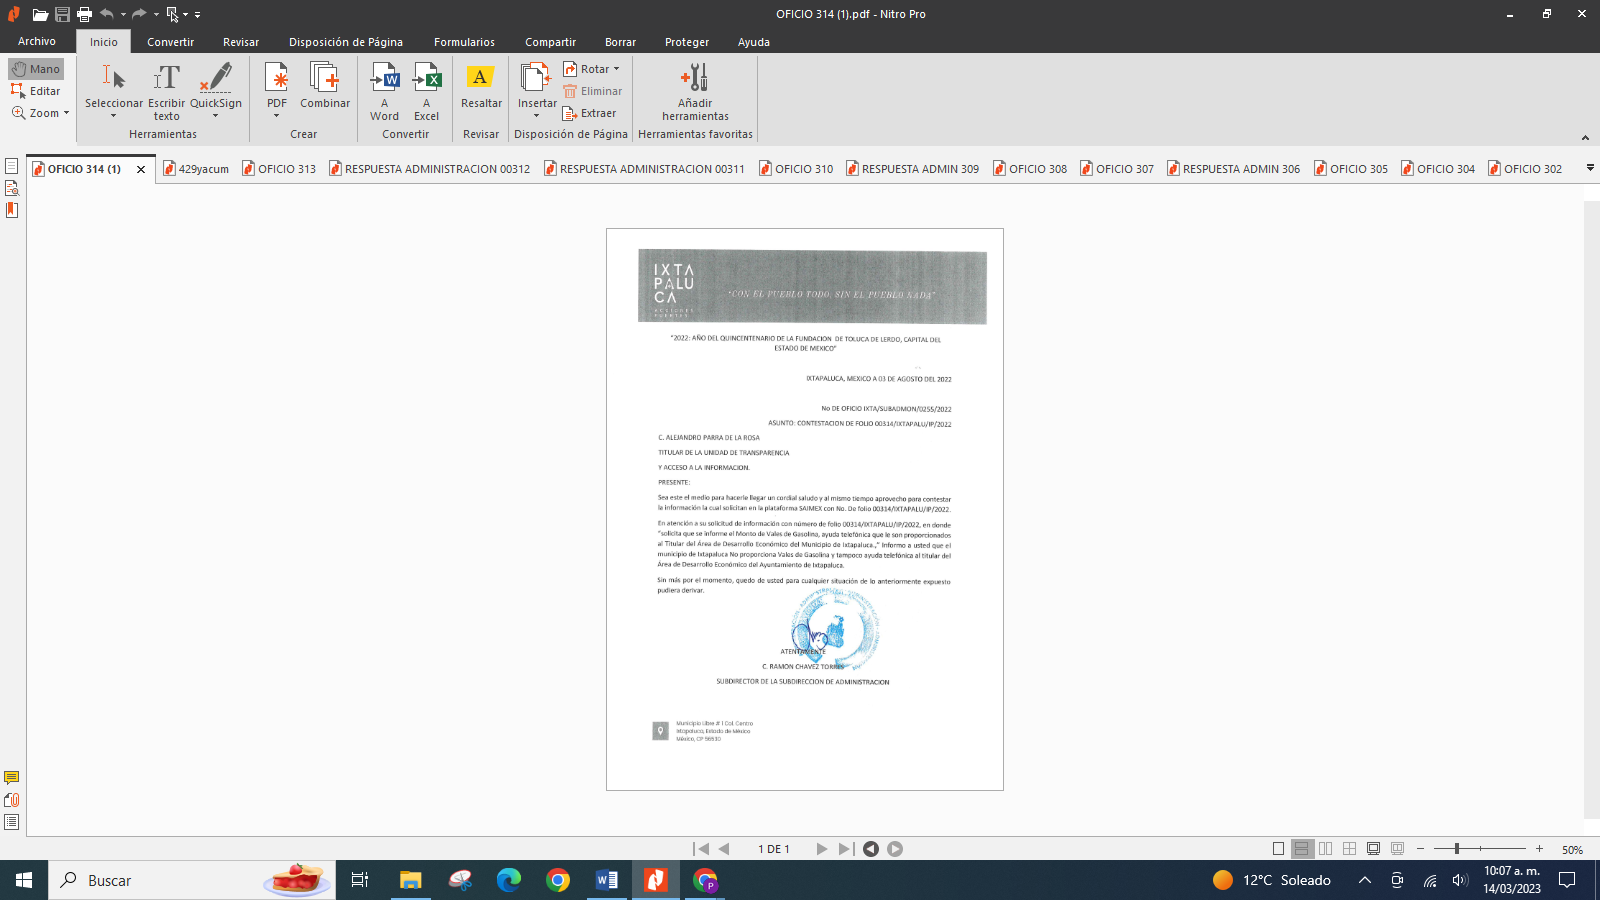 OFICIO 314 (1).pdf - Nitro Pro
Archivo Inicio Convertir Revisar Disposición de Página Formularios Compartir Borrar Proteger Ayuda
Mano
Editar
Zoom
Seleccionar
Escribir texto
QuickSign
Herramientas
PDF
Combinar
Crear
A Word
A Excel
Convertir
Resaltar
Revisar
Insertar
Rotar
Eliminar
Extraer
Disposición de Página
Añadir herramientas
Herramientas favoritas
OFICIO 314 (1) 429yacum OFICIO 313 RESPUESTA ADMINISTRACION 00312 RESPUESTA ADMINISTRACION 00311 OFICIO 310 RESPUESTA ADMIN 309 OFICIO 308 OFICIO 307 RESPUESTA ADMIN 306 OFICIO 305 OFICIO 304 OFICIO 302
IXTA
PALU
CA
ACCIONES
FUERTES
"CON EL PUEBLO TODO, SIN EL PUEBLO NADA"
"2022: AÑO DEL QUINCENTENARIO DE LA FUNDACION DE TOLUCA DE LERDO, CAPITAL DEL
ESTADO DE MEXICO"
IXTAPALUCA, MEXICO A 03 DE AGOSTO DEL 2022
No DE OFICIO IXTA/SUBADMON/0255/2022
ASUNTO: CONTESTACION DE FOLIO 00314/IXTAPALU/IP/2022
C. ALEJANDRO PARRA DE LA ROSA
TITULAR DE LA UNIDAD DE TRANSPARENCIA
Y ACCESO A LA INFORMACION.
PRESENTE:
Sea este el medio para hacerle llegar un cordial saludo y al mismo tiempo aprovecho para contestar
la información la cual solicitan en la plataforma SAIMEX con No. De folio 00314/IXTAPALU/IP/2022.
En atención a su solicitud de información con número de folio 00314/IXTAPALU/IP/2022, en donde
"solicita que se informe el Monto de Vales de Gasolina, ayuda telefónica que le son proporcionados
al Titular del Área de Desarrollo Económico del Municipio de Ixtapaluca.," Informo a usted que el
municipio de Ixtapaluca No proporciona Vales de Gasolina y tampoco ayuda telefónica al titular del
Área de Desarrollo Económico del Ayuntamiento de Ixtapaluca.
Sin más por el momento, quedo de usted para cualquier situación de lo anteriormente expuesto
pudiera derivar.
ATENTAMENTE
C. RAMON CHAVEZ TORRES
SUBDIRECTOR DE LA SUBDIRECCION DE ADMINISTRACION
Municipio Libre # 1 Col. Centro
Ixtapaluca, Estado de México
México, CP 56530
1 DE 1
50%
Buscar
12°C Soleado
10:07 a. m.
14/03/2023